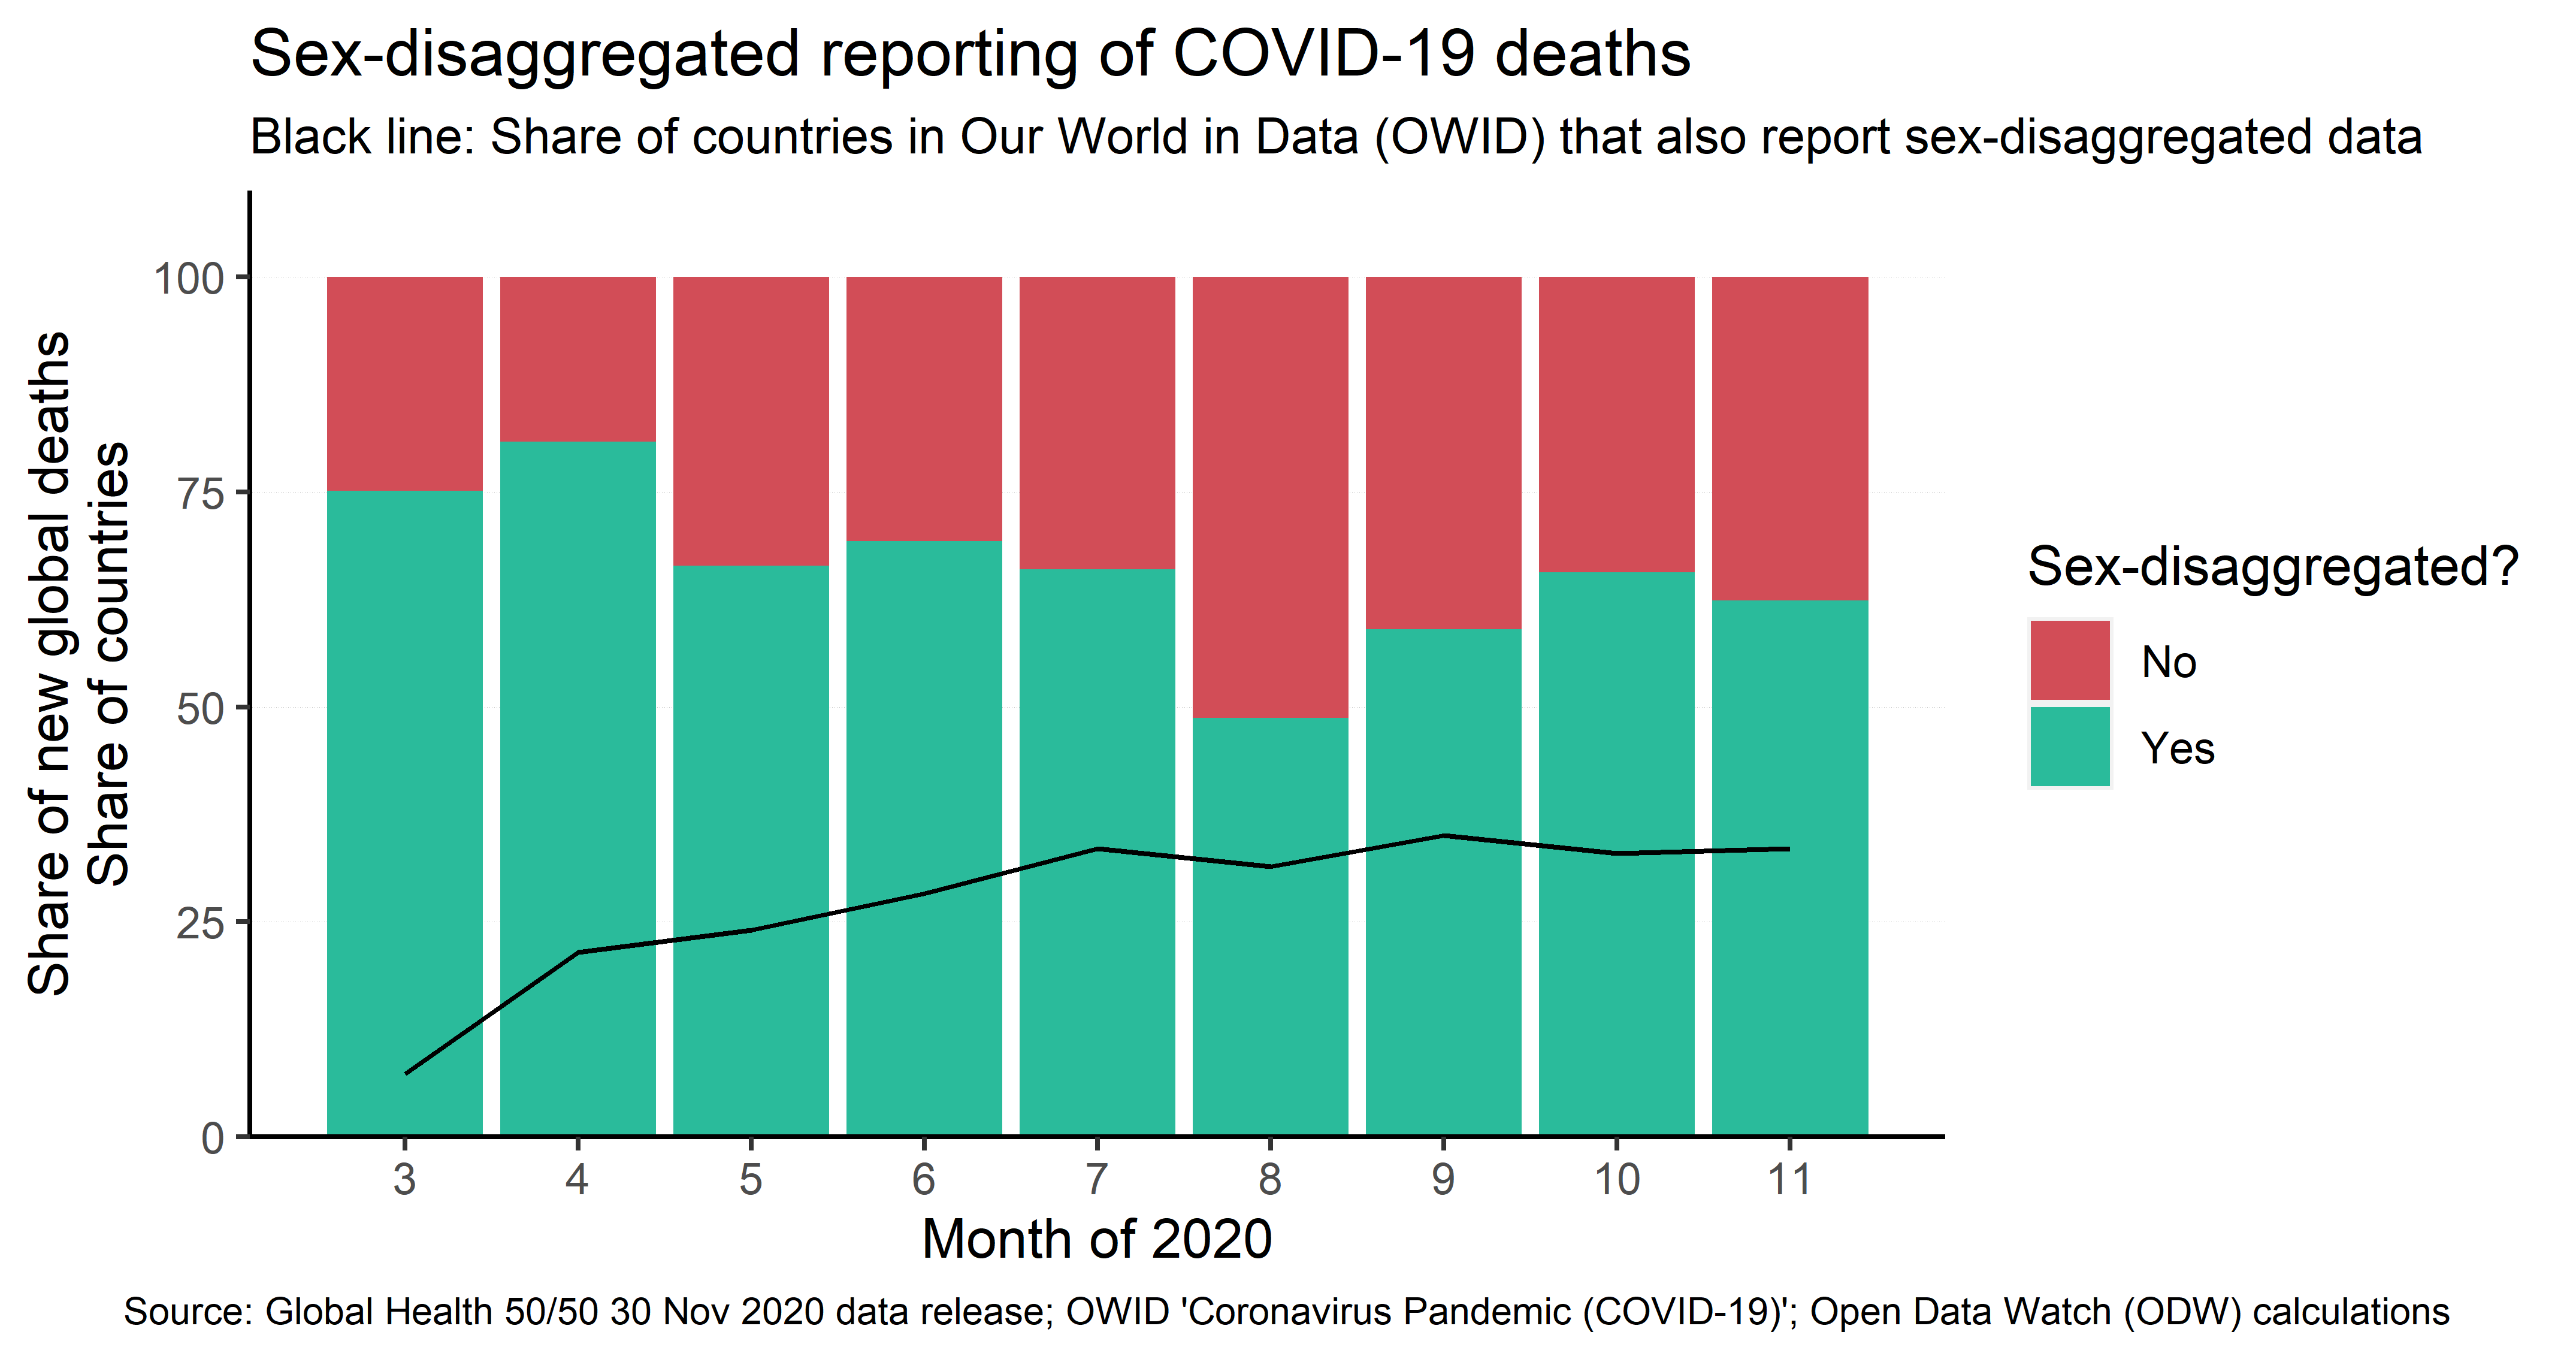 Sex-disaggregated reporting of COVID-19 deaths
Black line: Share of countries in Our World in Data (OWID) that also report sex-disaggregated data
Share of new global deaths
Share of countries
100
75
50
25
0
3 4 5 6 7 8 9 10 11
Month of 2020
Sex-disaggregated?
No
Yes
Source: Global Health 50/50 30 Nov 2020 data release; OWID 'Coronavirus Pandemic (COVID-19)'; Open Data Watch (ODW) calculations